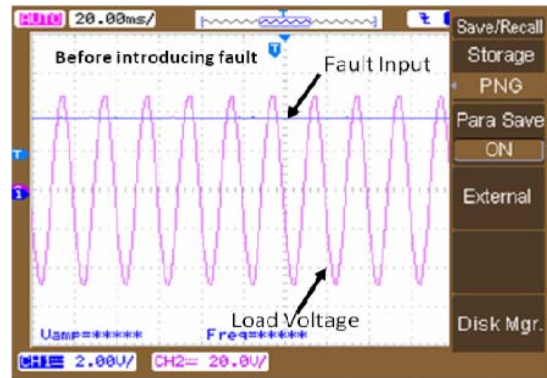 AUTO 20.00ms/
Save/Recall
Storage
PNG
Para Save
ON
External
Disk Mgr.
T
Before introducing fault
Fault Input
T
1
Load Voltage
Vamp=*****
Freq=*****
CH1= 2.00V/
CH2= 20.0V/